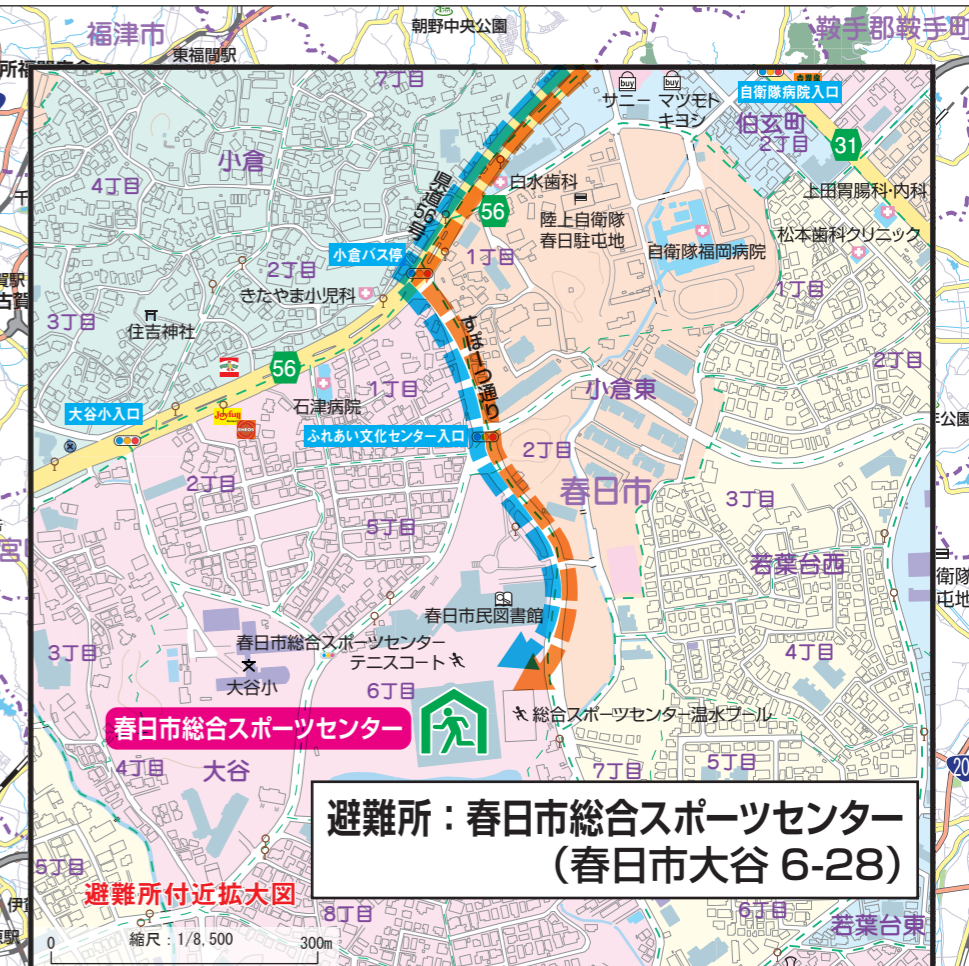 福津市
東福間駅
朝野中央公園
鞍手郡鞍手町
7丁目
buy
buy
サニー
マツモト
キヨシ
自衛隊病院入口
伯玄町
2丁目
31
小倉
4丁目
県道56号
白水歯科
56
陸上自衛隊
春日駐屯地
上田胃腸科・内科
松本歯科クリニック
自衛隊福岡病院
小倉バス停
1丁目
2丁目
きたやま小児科
1丁目
3丁目
住吉神社
すぽーつ通り
56
2丁目
1丁目
小倉東
石津病院
大谷小入口
Joyfull
ふれあい文化センター入口
2丁目
2丁目
春日市
3丁目
5丁目
若葉台西
春日市民図書館
春日市総合スポーツセンター
テニスコート
3丁目
4丁目
大谷小
6丁目
春日市総合スポーツセンター
総合スポーツセンター温水プール
4丁目
大谷
7丁目
5丁目
避難所：春日市総合スポーツセンター
（春日市大谷 6-28）
5丁目
避難所付近拡大図
8丁目
6丁目
若葉台東
0
縮尺：1/8,500
300m